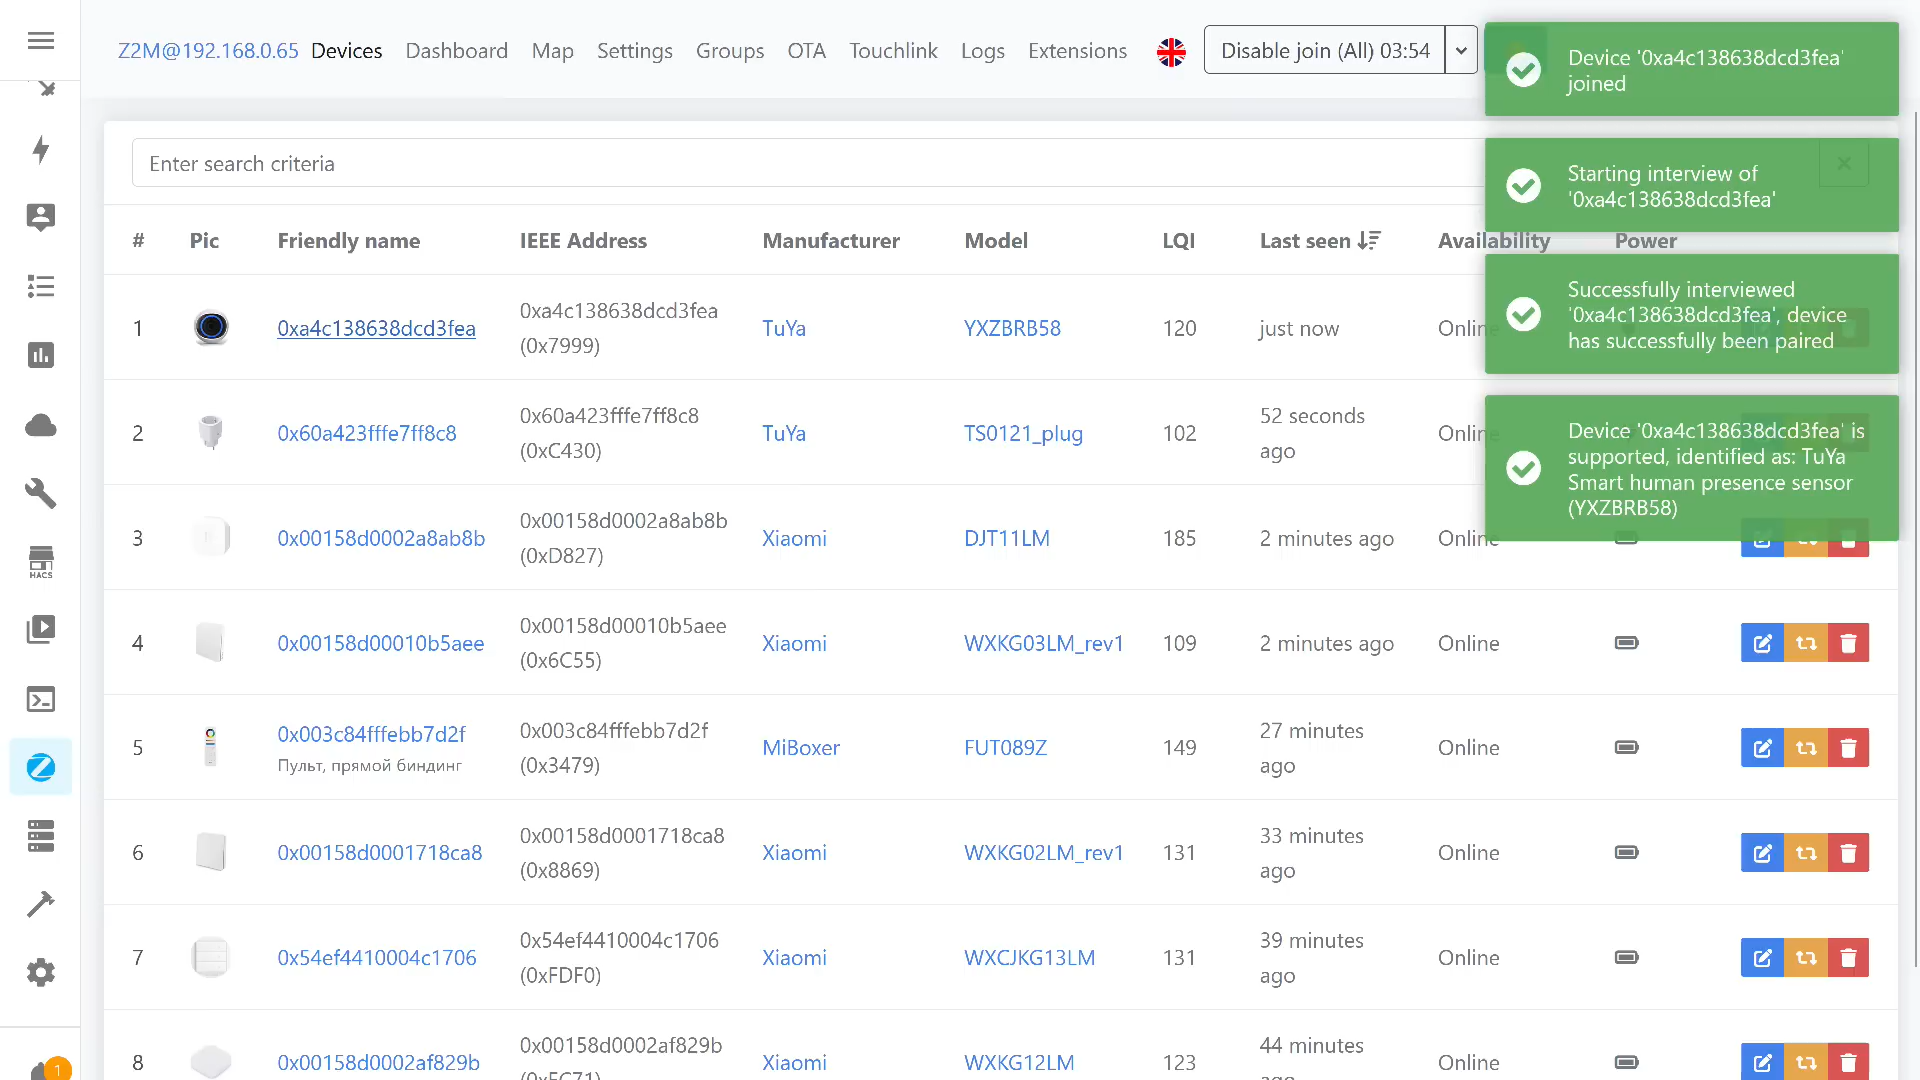 Z2M@192.168.0.65 Devices Dashboard Map Settings Groups OTA Touchlink Logs Extensions Disable join (All) 03:54
Device '0xa4c138638dcd3fea'
joined
Enter search criteria
Starting interview of
'0xa4c138638dcd3fea'
# Pic Friendly name IEEE Address Manufacturer Model LQI Last seen Availability Power
Successfully interviewed
'0xa4c138638dcd3fea', device
has successfully been paired
1 0xa4c138638dcd3fea 0xa4c138638dcd3fea TuYa YXZBRB58 120 just now Online
(0x7999)
Device '0xa4c138638dcd3fea' is
supported, identified as: TuYa
Smart human presence sensor
(YXZBRB58)
2 0x60a423fffe7ff8c8 0x60a423fffe7ff8c8 TuYa TS0121_plug 102 52 seconds Online
(0xC430) ago
3 0x00158d0002a8ab8b 0x00158d0002a8ab8b Xiaomi DJT11LM 185 2 minutes ago Online
(0xD827)
HACS
4 0x00158d00010b5aee 0x00158d00010b5aee Xiaomi WXKG03LM_rev1 109 2 minutes ago Online
(0x6C55)
5 0x003c84fffebb7d2f 0x003c84fffebb7d2f MiBoxer FUT089Z 149 27 minutes Online
Пульт, прямой биндинг (0x3479) ago
6 0x00158d0001718ca8 0x00158d0001718ca8 Xiaomi WXKG02LM_rev1 131 33 minutes Online
(0x8869) ago
7 0x54ef4410004c1706 0x54ef4410004c1706 Xiaomi WXCJKG13LM 131 39 minutes Online
(0xFDF0) ago
8 0x00158d0002af829b 0x00158d0002af829b Xiaomi WXKG12LM 123 44 minutes Online
1